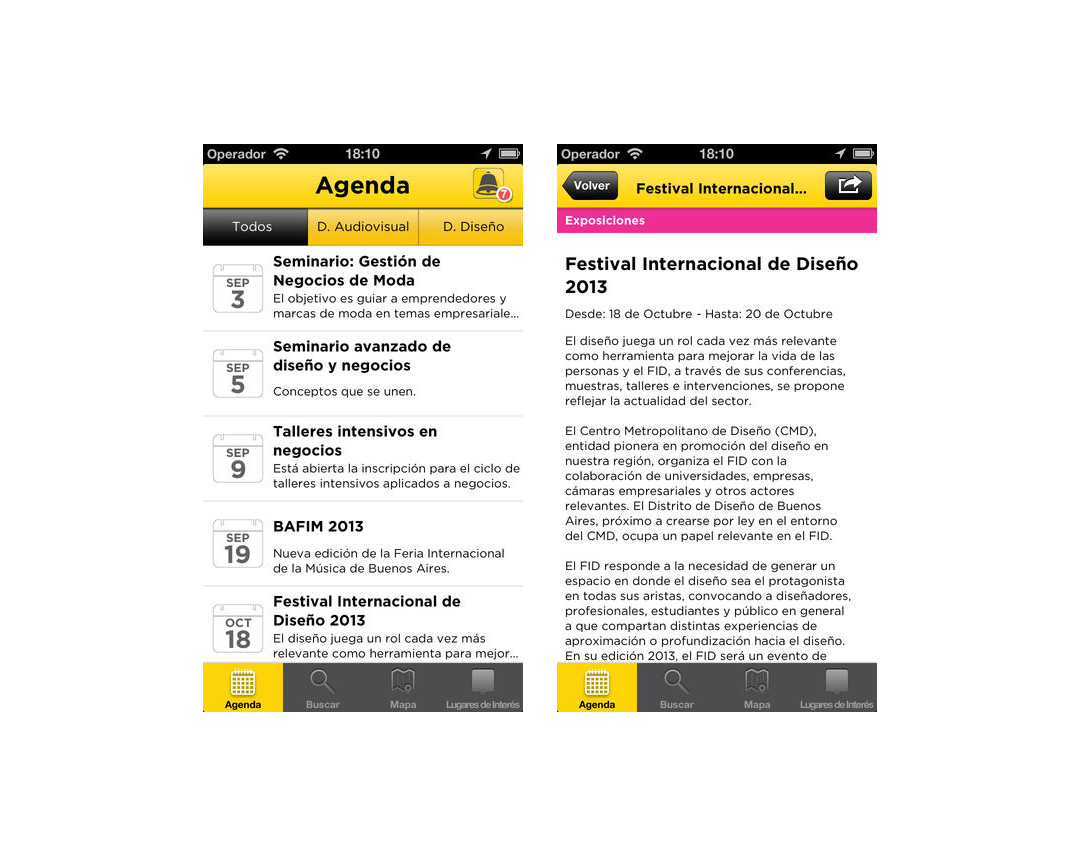 Operador 18:10
Agenda
7
Todos D. Audiovisual D. Diseño
SEP
3
Seminario: Gestión de
Negocios de Moda
El objetivo es guiar a emprendedores y
marcas de moda en temas empresariale...
SEP
5
Seminario avanzado de
diseño y negocios
Conceptos que se unen.
SEP
9
Talleres intensivos en
negocios
Está abierta la inscripción para el ciclo de
talleres intensivos aplicados a negocios.
SEP
19
BAFIM 2013
Nueva edición de la Feria Internacional
de la Música de Buenos Aires.
OCT
18
Festival Internacional de
Diseño 2013
El diseño juega un rol cada vez más
relevante como herramienta para mejor...
Agenda Buscar Mapa Lugares de Interés
Operador 18:10
Volver Festival Internacional...
Exposiciones
Festival Internacional de Diseño
2013
Desde: 18 de Octubre - Hasta: 20 de Octubre
El diseño juega un rol cada vez más relevante
como herramienta para mejorar la vida de las
personas y el FID, a través de sus conferencias,
muestras, talleres e intervenciones, se propone
reflejar la actualidad del sector.
El Centro Metropolitano de Diseño (CMD),
entidad pionera en promoción del diseño en
nuestra región, organiza el FID con la
colaboración de universidades, empresas,
cámaras empresariales y otros actores
relevantes. El Distrito de Diseño de Buenos
Aires, próximo a crearse por ley en el entorno
del CMD, ocupa un papel relevante en el FID.
El FID responde a la necesidad de generar un
espacio en donde el diseño sea el protagonista
en todas sus aristas, convocando a diseñadores,
profesionales, estudiantes y público en general
a que compartan distintas experiencias de
aproximación o profundización hacia el diseño.
En su edición 2013, el FID será un evento de
Agenda Buscar Mapa Lugares de Interés